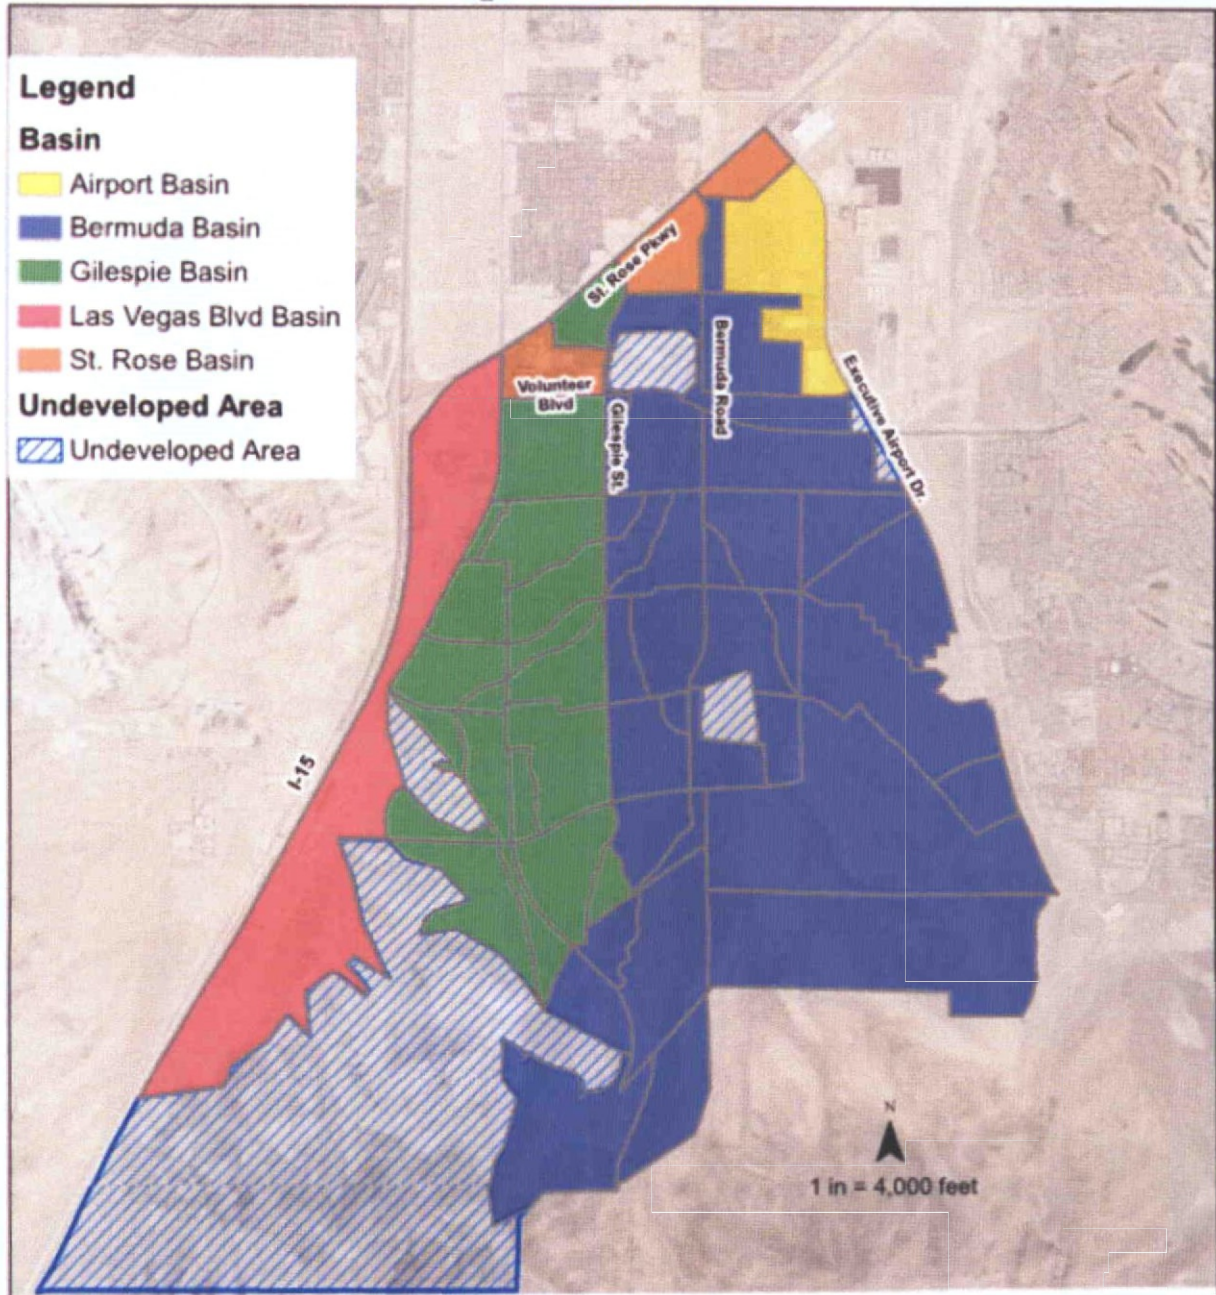 Legend
Basin
Airport Basin
Bermuda Basin
Gilespie Basin
Las Vegas Blvd Basin
St. Rose Basin
Undeveloped Area
Undeveloped Area
St. Rose Pkwy
Volunteer
Blvd
Gilespie St.
Bermuda Road
Executive Airport Dr.
I-15
N
1 in = 4,000 feet